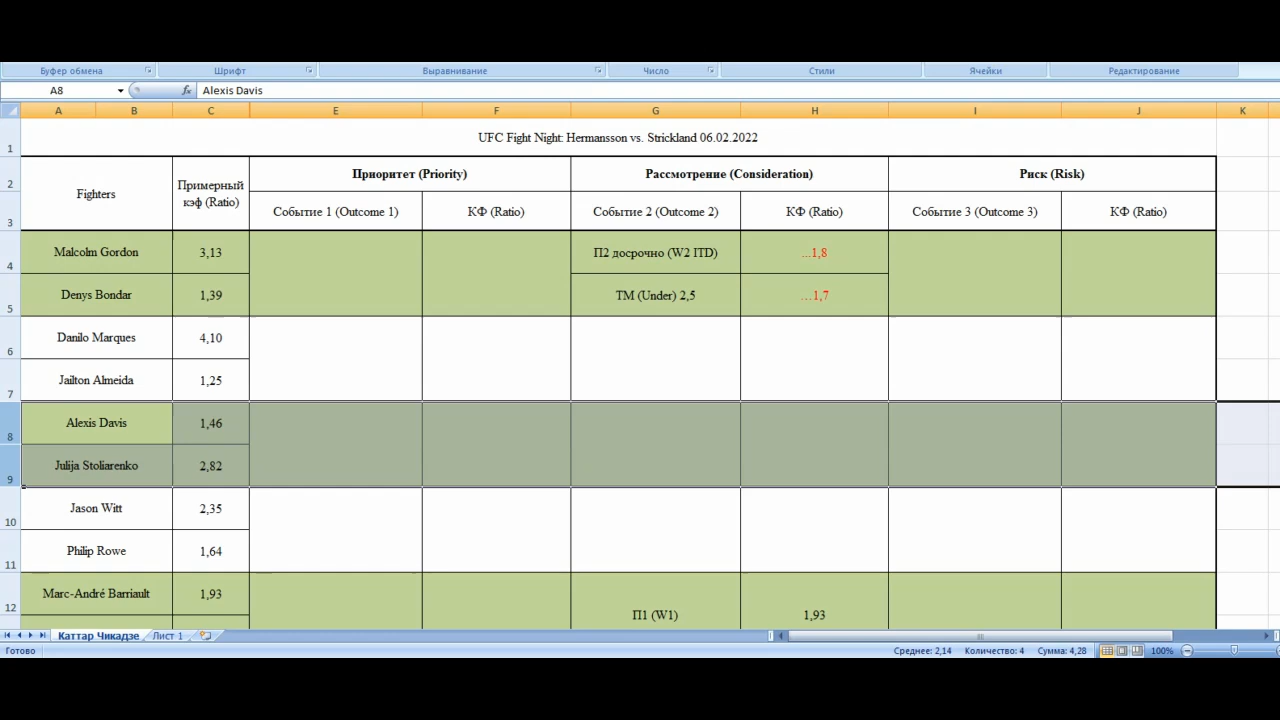 Буфер обмена Шрифт Выравнивание Число Стили Ячейки Редактирование
A8 fx Alexis Davis
A B C E F G H I J K
1 UFC Fight Night: Hermansson vs. Strickland 06.02.2022
2 Fighters Примерный кэф (Ratio) Приоритет (Priority) Рассмотрение (Consideration) Риск (Risk)
3 Событие 1 (Outcome 1) КФ (Ratio) Событие 2 (Outcome 2) КФ (Ratio) Событие 3 (Outcome 3) КФ (Ratio)
4 Malcolm Gordon 3,13 П2 досрочно (W2 ITD) ...1,8
5 Denys Bondar 1,39 ТМ (Under) 2,5 …1,7
6 Danilo Marques 4,10
7 Jailton Almeida 1,25
8 Alexis Davis 1,46
9 Julija Stoliarenko 2,82
10 Jason Witt 2,35
11 Philip Rowe 1,64
12 Marc-André Barriault 1,93 П1 (W1) 1,93
Каттар Чикадзе Лист 1
Готово Среднее: 2,14 Количество: 4 Сумма: 4,28 100%